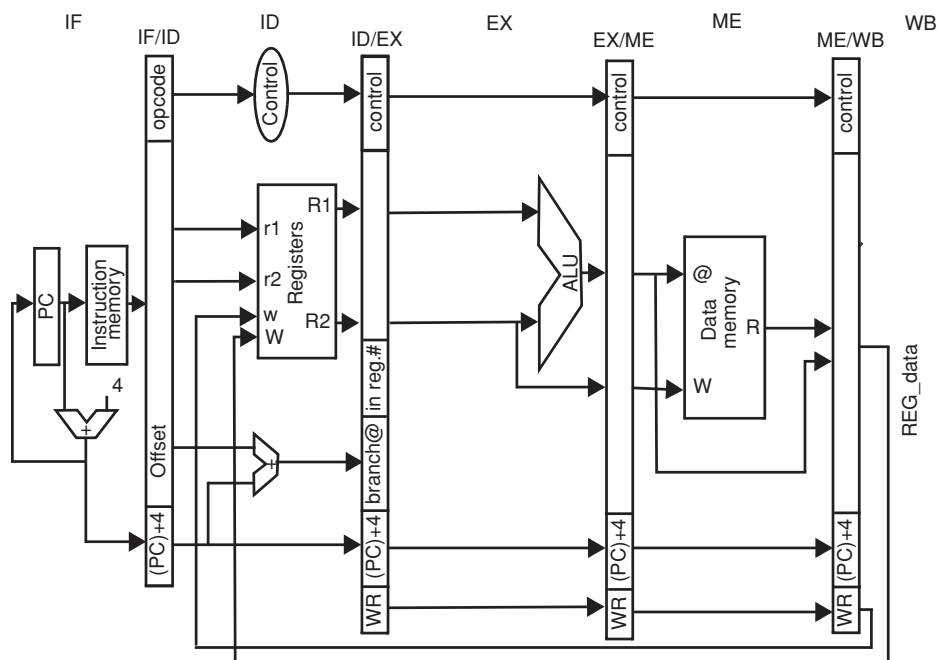 IF
ID
EX
ME
WB
IF/ID
ID/EX
EX/ME
ME/WB
opcode
Control
control
control
control
r1
r2
w
W
Registers
R1
R2
PC
Instruction
memory
4
+
Offset
(PC)+4
+
in reg.#
branch@
(PC)+4
WR
ALU
(PC)+4
WR
@
Data
memory
R
W
(PC)+4
WR
REG_data